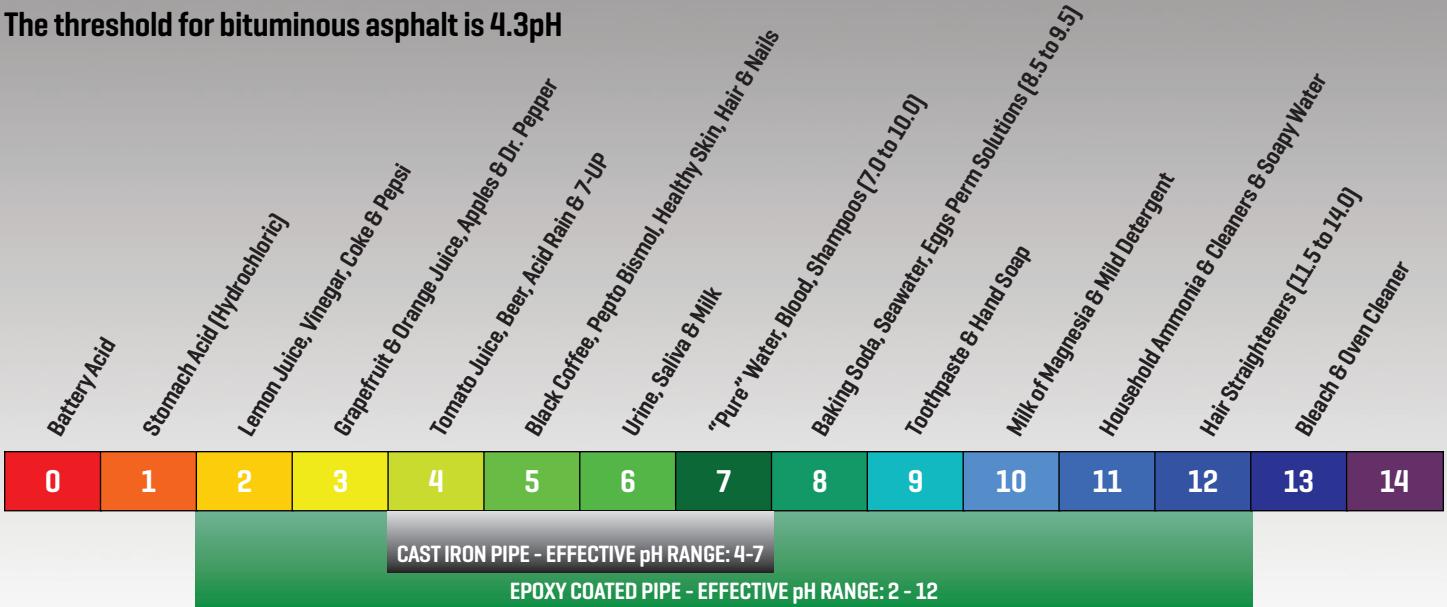 The threshold for bituminous asphalt is 4.3pH
Battery Acid
Stomach Acid (Hydrochloric)
Lemon Juice, Vinegar, Coke & Pepsi
Grapefruit & Orange Juice, Apples & Dr. Pepper
Tomato Juice, Beer, Acid Rain & 7-UP
Black Coffee, Pepto Bismol, Healthy Skin, Hair & Nails
Urine, Saliva & Milk
“Pure” Water, Blood, Shampoos (7.0 to 10.0)
Baking Soda, Seawater, Eggs Perm Solutions (8.5 to 9.5)
Toothpaste & Hand Soap
Milk of Magnesia & Mild Detergent
Household Ammonia & Cleaners & Soapy Water
Hair Straighteners (11.5 to 14.0)
Bleach & Oven Cleaner
0 1 2 3 4 5 6 7 8 9 10 11 12 13 14
CAST IRON PIPE - EFFECTIVE pH RANGE: 4-7
EPOXY COATED PIPE - EFFECTIVE pH RANGE: 2 - 12